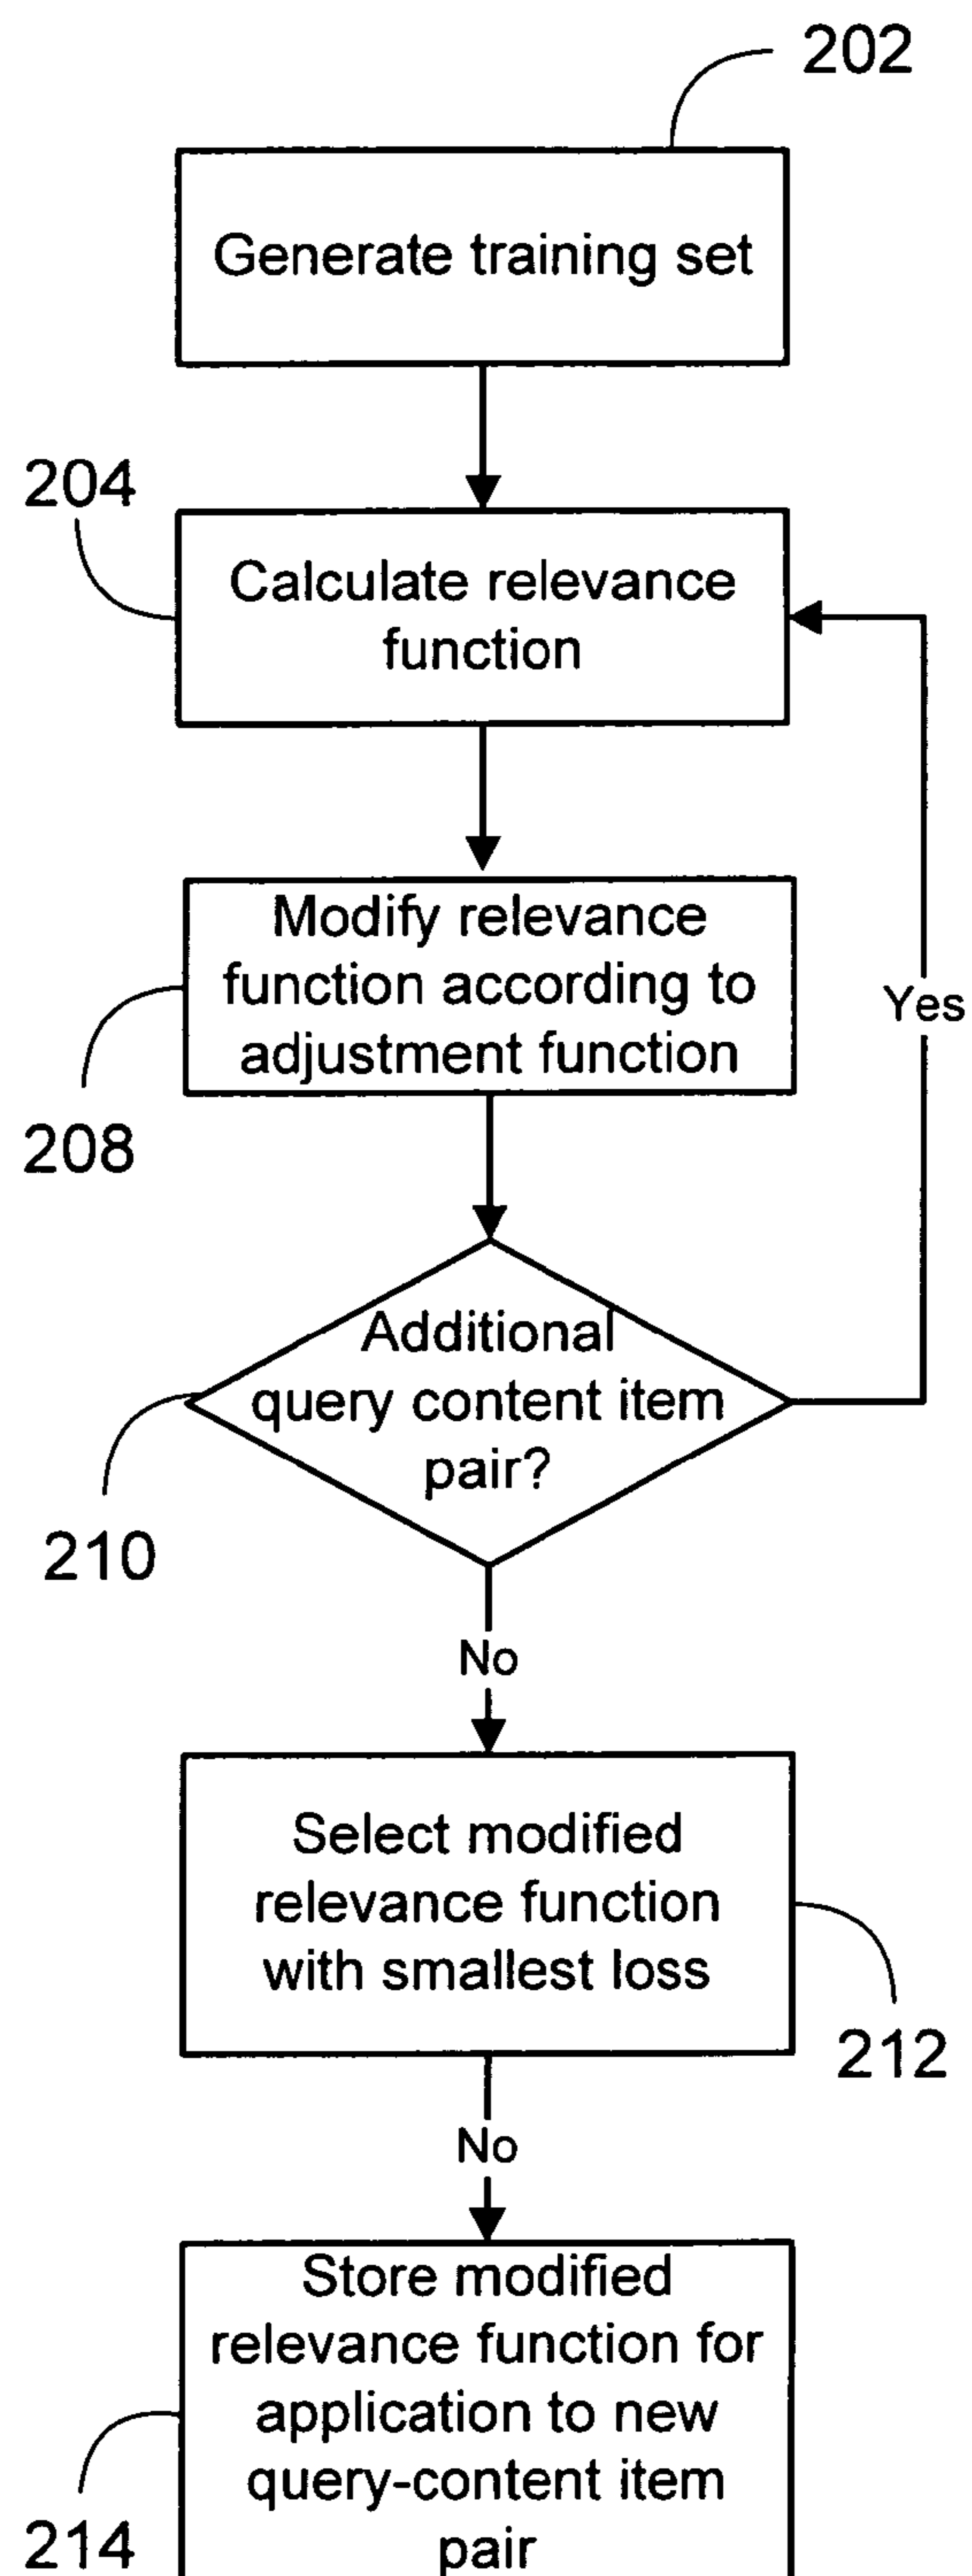 202
Generate training set
204
Calculate relevance
function
Modify relevance
function according to
adjustment function
Yes
208
Additional
query content item
pair?
210
No
Select modified
relevance function
with smallest loss
212
No
Store modified
relevance function for
application to new
query-content item
pair
214